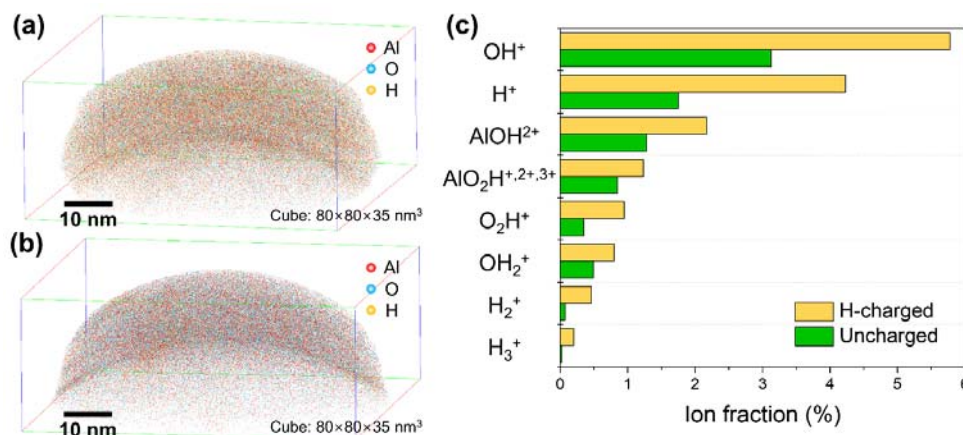 (a)
Al
O
H
10 nm
Cube: 80×80×35 nm³
(b)
Al
O
H
10 nm
Cube: 80×80×35 nm³
(c)
OH⁺
H⁺
AlOH²⁺
AlO₂H⁺,²⁺,³⁺
O₂H⁺
OH₂⁺
H₂⁺
H₃⁺
H-charged
Uncharged
0 1 2 3 4 5 6
Ion fraction (%)